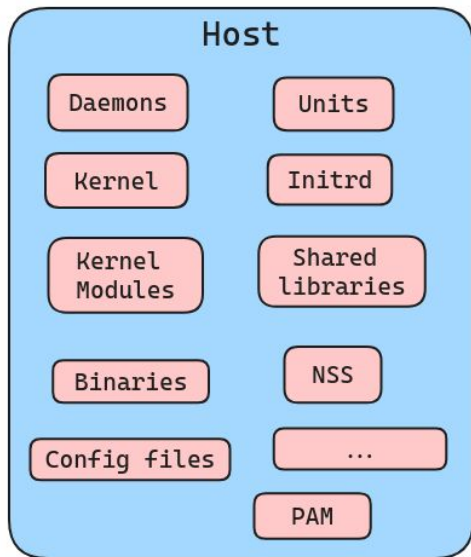 Host
Daemons
Units
Kernel
Initrd
Kernel
Modules
Shared
libraries
Binaries
NSS
Config files
...
PAM